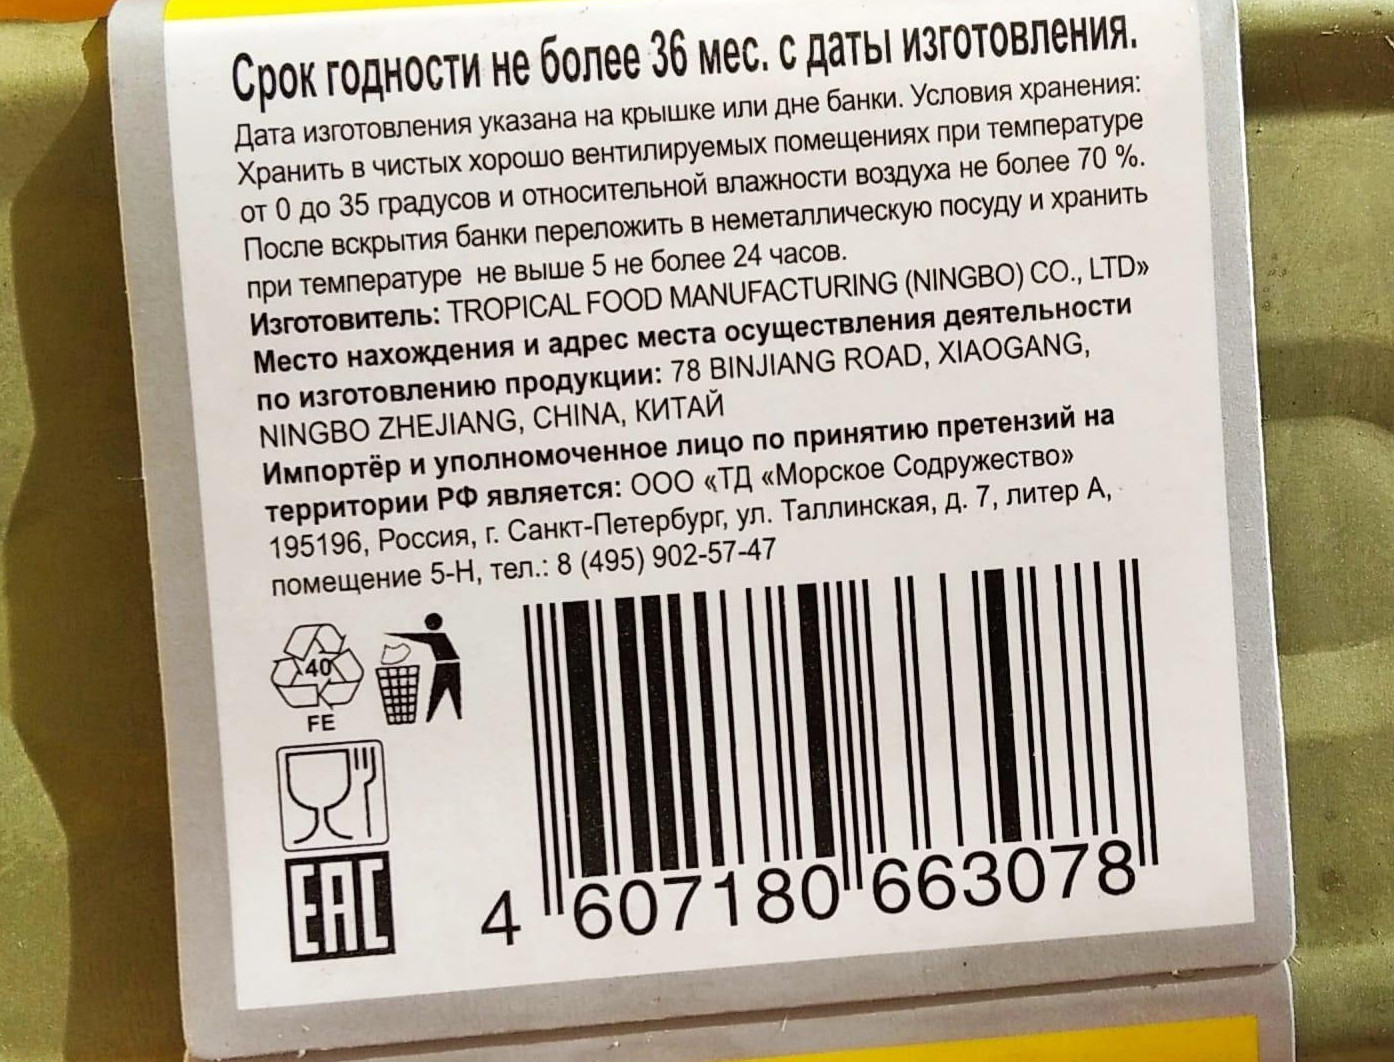 Срок годности не более 36 мес. с даты изготовления.
Дата изготовления указана на крышке или дне банки. Условия хранения:
Хранить в чистых хорошо вентилируемых помещениях при температуре
от 0 до 35 градусов и относительной влажности воздуха не более 70 %.
После вскрытия банки переложить в неметаллическую посуду и хранить
при температуре не выше 5 не более 24 часов.
Изготовитель: TROPICAL FOOD MANUFACTURING (NINGBO) CO., LTD»
Место нахождения и адрес места осуществления деятельности
по изготовлению продукции: 78 BINJIANG ROAD, XIAOGANG,
NINGBO ZHEJIANG, CHINA, КИТАЙ
Импортёр и уполномоченное лицо по принятию претензий на
территории РФ является: ООО «ТД «Морское Содружество»
195196, Россия, г. Санкт-Петербург, ул. Таллинская, д. 7, литер А,
помещение 5-Н, тел.: 8 (495) 902-57-47
40
FE
EAC
4 607180 663078